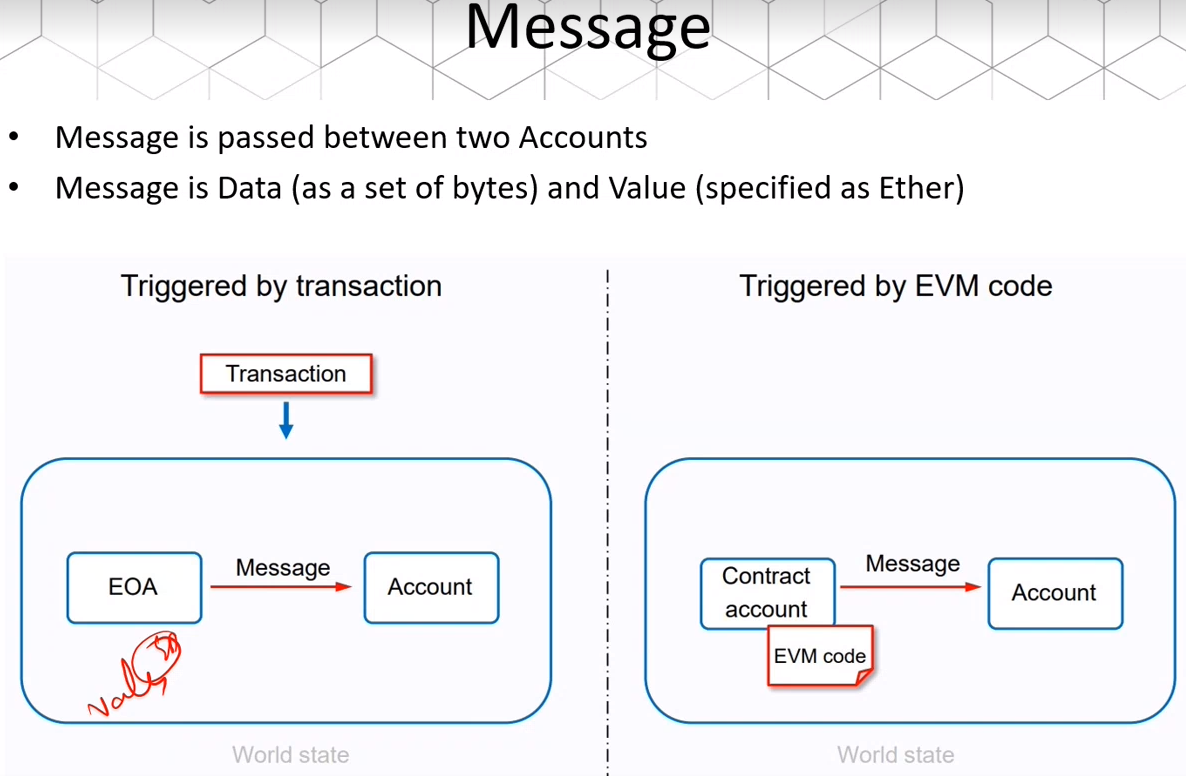 Message
• Message is passed between two Accounts
• Message is Data (as a set of bytes) and Value (specified as Ether)
Triggered by transaction
Transaction
EOA
Message
Account
World state
Triggered by EVM code
Contract
account
Message
Account
EVM code
World state